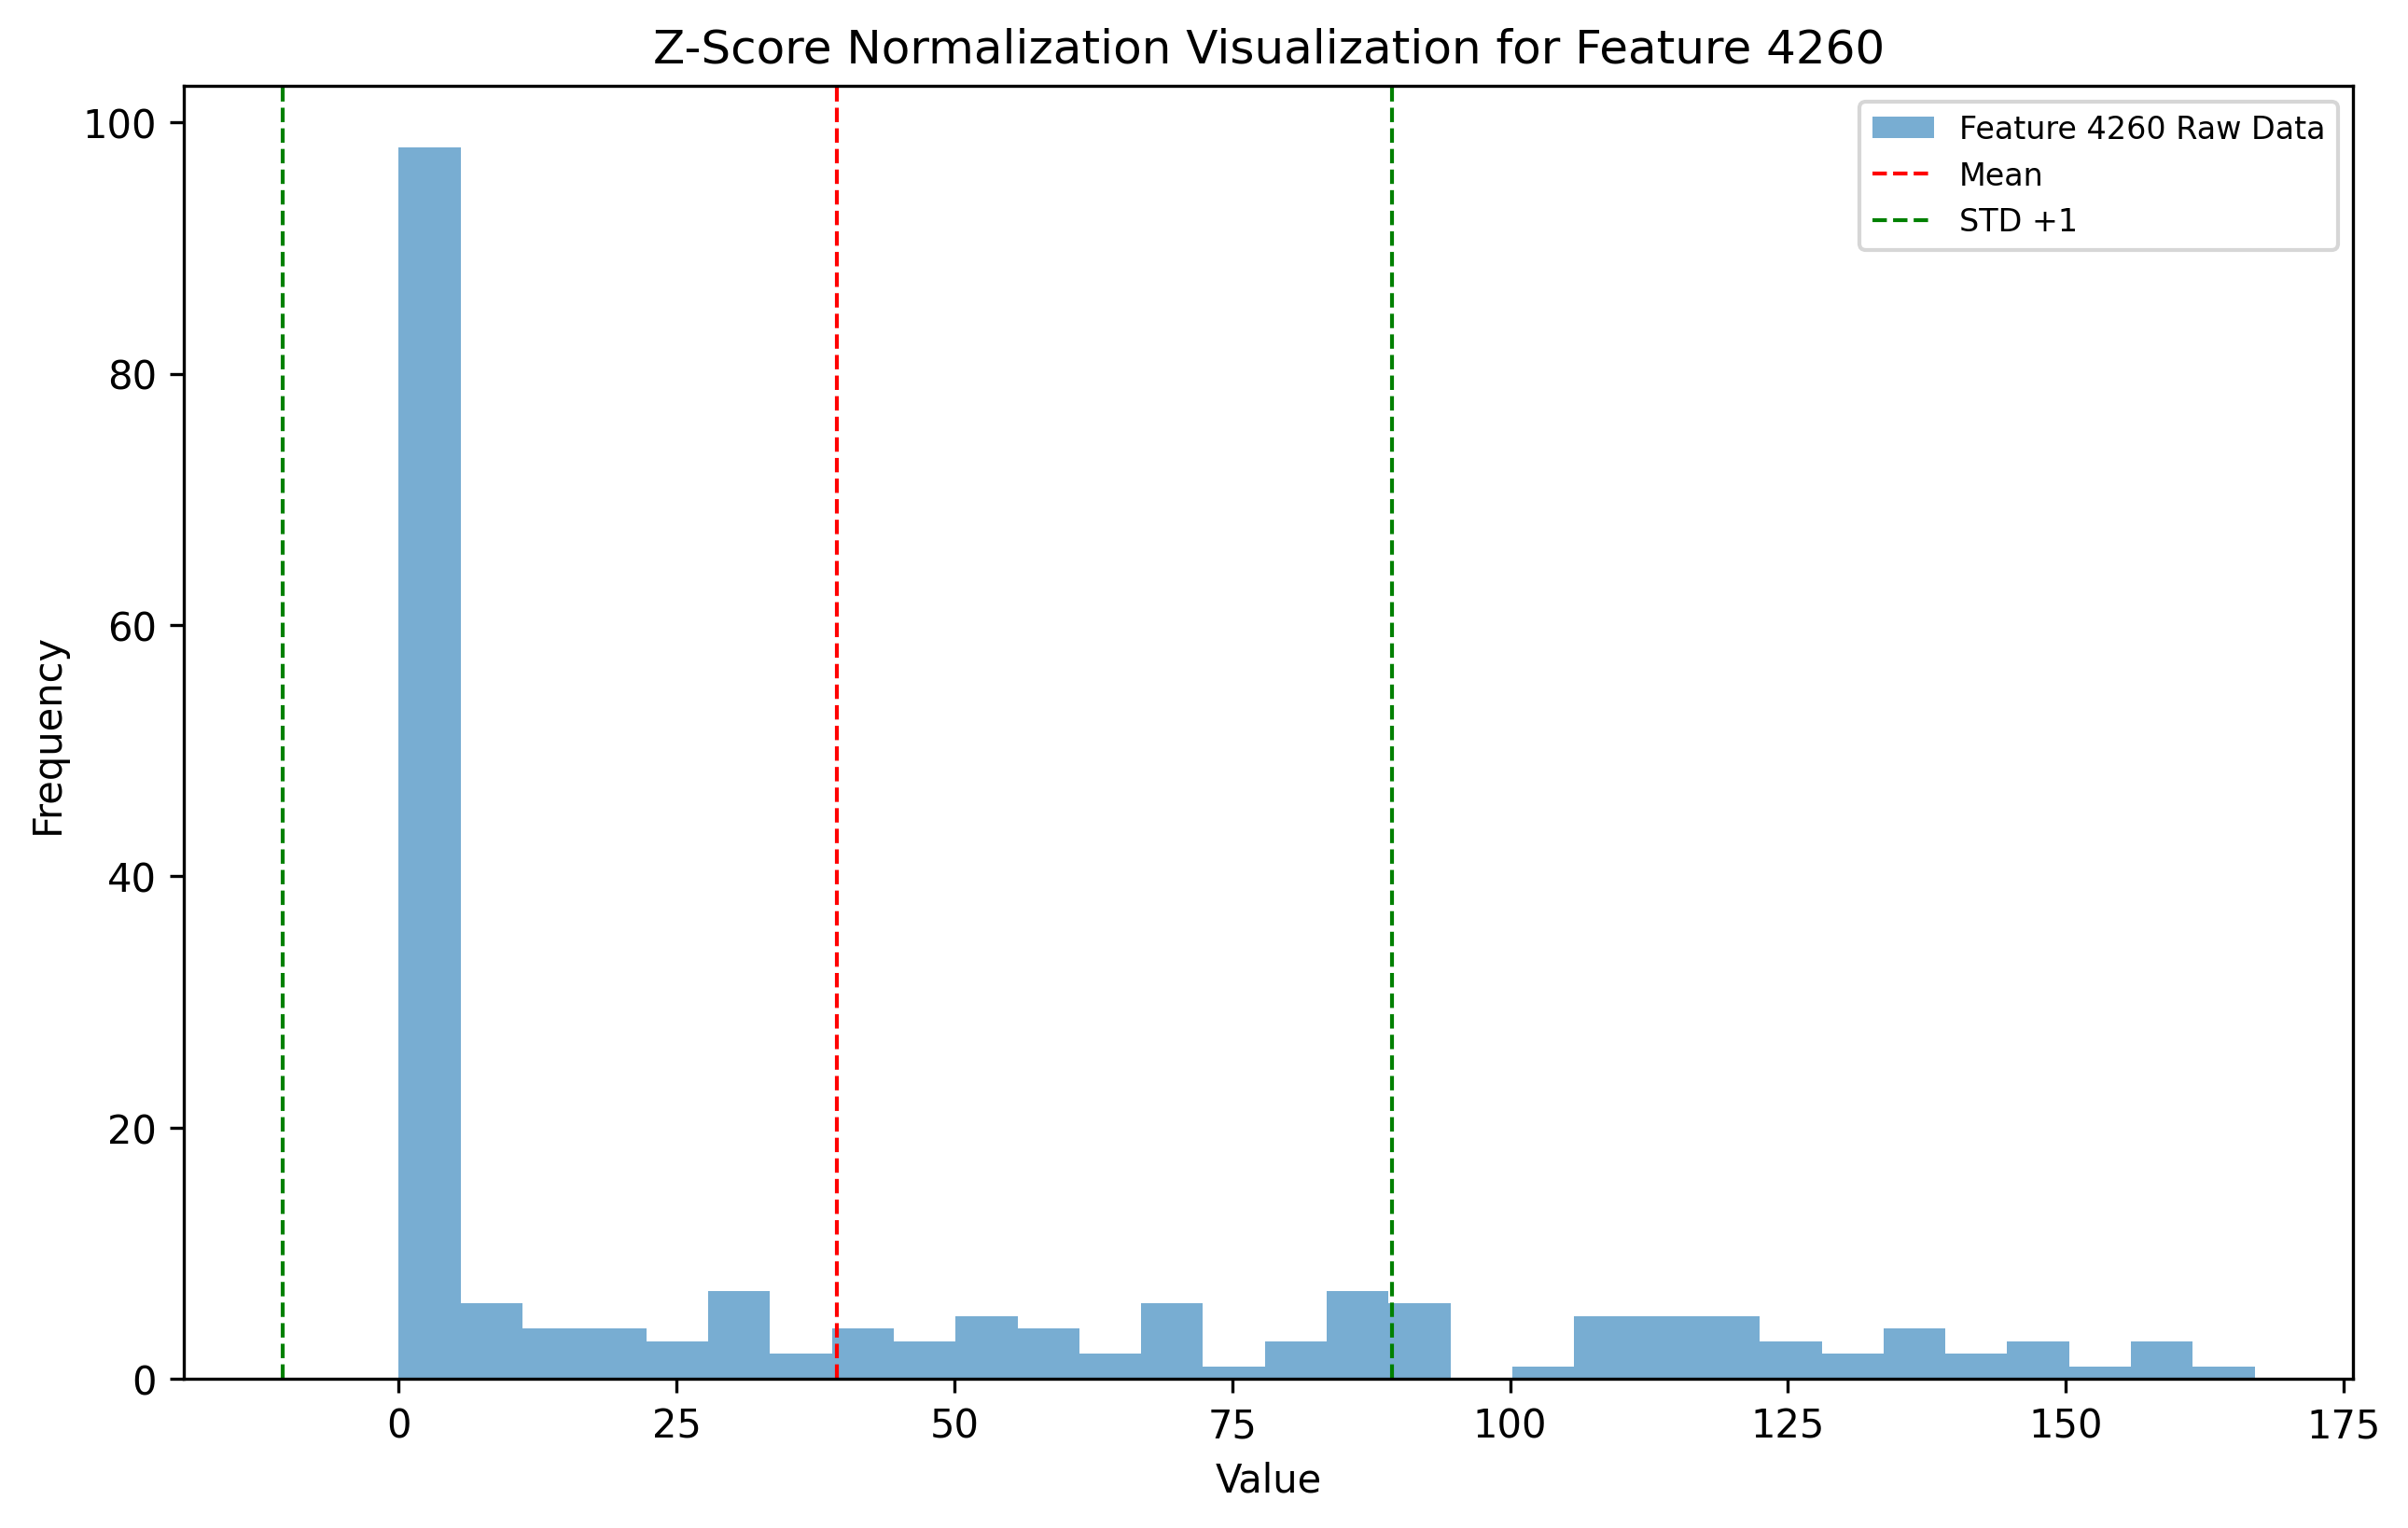 Z-Score Normalization Visualization for Feature 4260
Feature 4260 Raw Data
Mean
STD +1
100
80
60
40
20
0
Frequency
0 25 50 75 100 125 150 175
Value